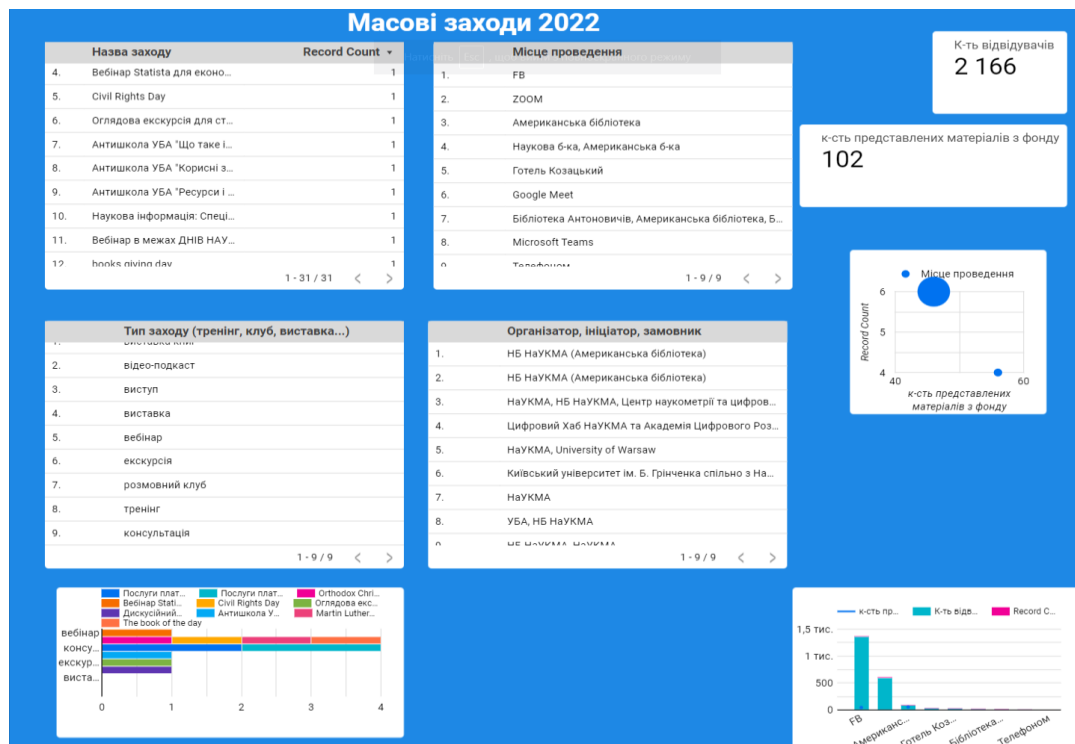 Масові заходи 2022
Назва заходу Record Count
4. Вебінар Statista для еконо... 1
5. Civil Rights Day 1
6. Оглядова екскурсія для ст... 1
7. Антишкола УБА "Що таке і... 1
8. Антишкола УБА "Корисні з... 1
9. Антишкола УБА "Ресурси і ... 1
10. Наукова інформація: Спеці... 1
11. Вебінар в межах ДНІВ НАУ... 1
12. books giving day 1
1 - 31 / 31
Місце проведення
1. FB
2. ZOOM
3. Американська бібліотека
4. Наукова б-ка, Американська б-ка
5. Готель Козацький
6. Google Meet
7. Бібліотека Антоновичів, Американська бібліотека, Б...
8. Microsoft Teams
9. Телефоном
1 - 9 / 9
К-ть відвідувачів
2 166
к-сть представлених матеріалів з фонду
102
Місце проведення
Record Count
6
5
4
40 60
к-сть представлених
матеріалів з фонду
Тип заходу (тренінг, клуб, виставка...)
1. виставка книг
2. відео-подкаст
3. виступ
4. виставка
5. вебінар
6. екскурсія
7. розмовний клуб
8. тренінг
9. консультація
1 - 9 / 9
Організатор, ініціатор, замовник
1. НБ НаУКМА (Американська бібліотека)
2. НБ НаУКМА (Американська бібліотека)
3. НаУКМА, НБ НаУКМА, Центр наукометрії та цифров...
4. Цифровий Хаб НаУКМА та Академія Цифрового Роз...
5. НаУКМА, University of Warsaw
6. Київський університет ім. Б. Грінченка спільно з На...
7. НаУКМА
8. УБА, НБ НаУКМА
9. НБ НаУКМА, НаУКМА
1 - 9 / 9
Послуги плат... Послуги плат... Orthodox Chri...
Вебінар Stati... Civil Rights Day Оглядова екс...
Дискусійний... Антишкола У... Martin Luther...
The book of the day
вебінар
консу...
екскур...
виста...
0 1 2 3 4
к-сть пр... К-ть відв... Record C...
1,5 тис.
1 тис.
500
0
FB
Американс...
Готель Коз...
Бібліотека...
Телефоном